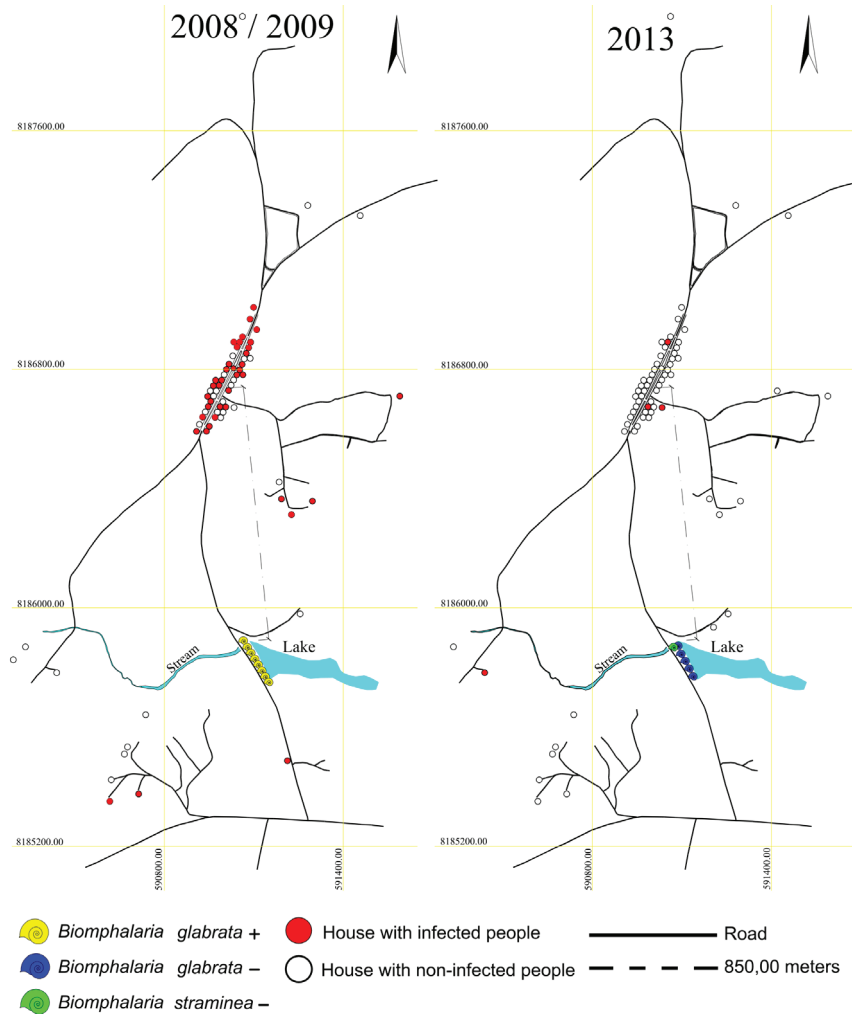 2008 / 2009
2013
8187600.00
8187600.00
8186800.00
8186800.00
8186000.00
8186000.00
Stream
Lake
Stream
Lake
8185200.00
8185200.00
590800.00
591400.00
590800.00
591400.00
Biomphalaria glabrata +
House with infected people
Road
Biomphalaria glabrata –
House with non-infected people
850,00 meters
Biomphalaria straminea –